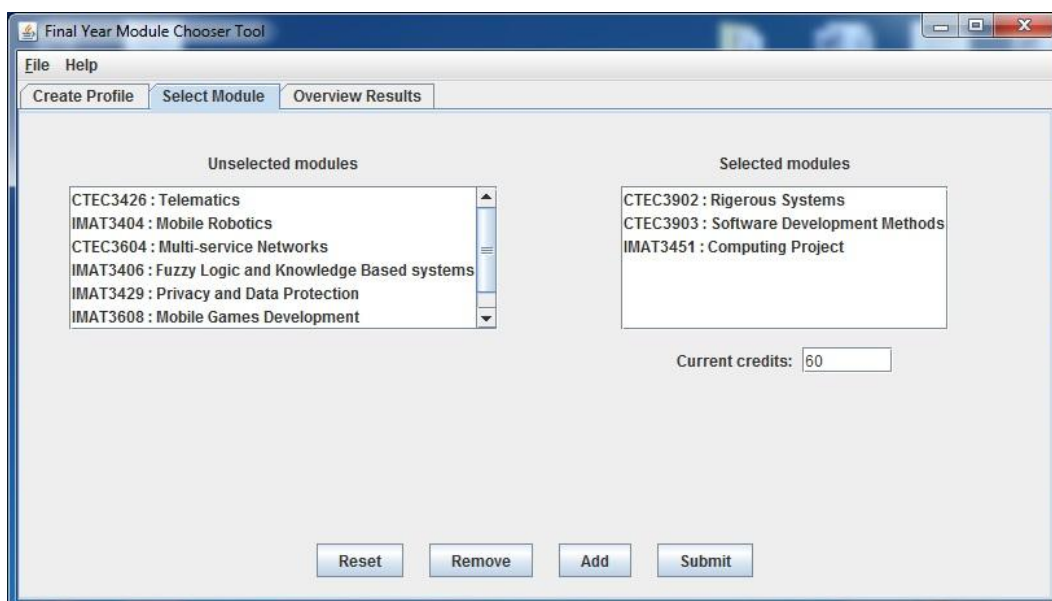 Final Year Module Chooser Tool
File Help
Create Profile Select Module Overview Results
Unselected modules
CTEC3426 : Telematics
IMAT3404 : Mobile Robotics
CTEC3604 : Multi-service Networks
IMAT3406 : Fuzzy Logic and Knowledge Based systems
IMAT3429 : Privacy and Data Protection
IMAT3608 : Mobile Games Development
Selected modules
CTEC3902 : Rigerous Systems
CTEC3903 : Software Development Methods
IMAT3451 : Computing Project
Current credits: 60
Reset Remove Add Submit